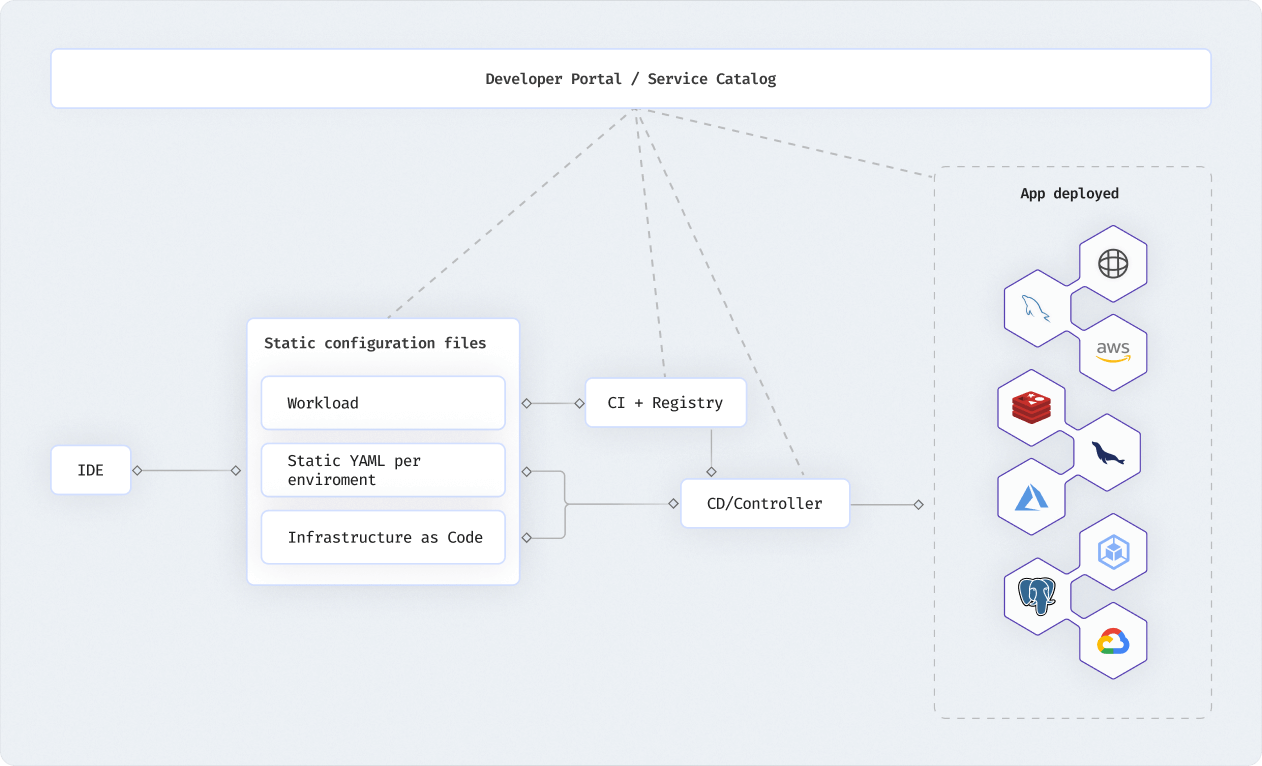 Developer Portal / Service Catalog
App deployed
aws
Static configuration files
Workload
CI + Registry
Static YAML per
enviroment
IDE
CD/Controller
Infrastructure as Code